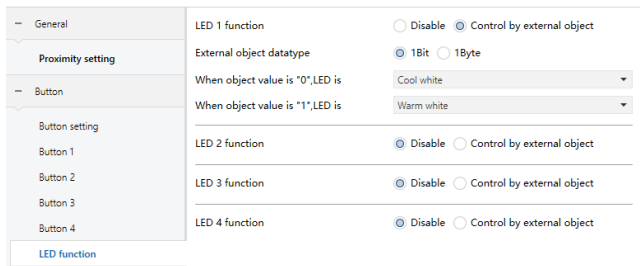 General
Proximity setting
Button
Button setting
Button 1
Button 2
Button 3
Button 4
LED function
LED 1 function Disable Control by external object
External object datatype 1Bit 1Byte
When object value is "0",LED is Cool white
When object value is "1",LED is Warm white
LED 2 function Disable Control by external object
LED 3 function Disable Control by external object
LED 4 function Disable Control by external object